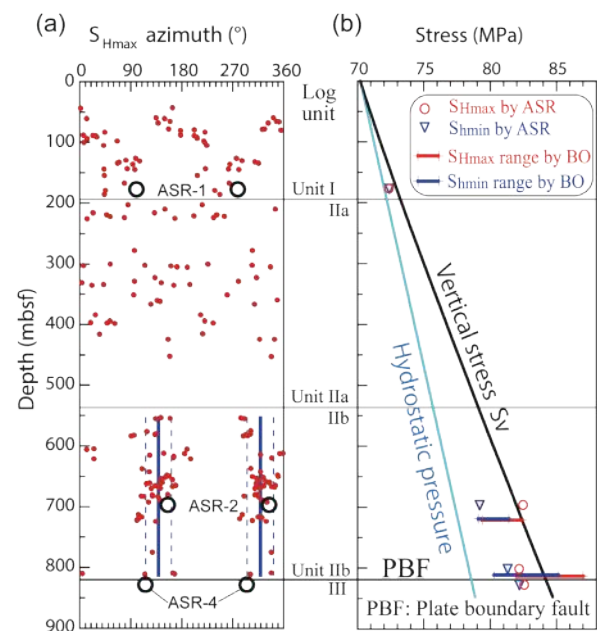 (a)
S Hmax azimuth (°)
0 90 180 270 360
Depth (mbsf)
0
100
200
300
400
500
600
700
800
900
ASR-1
ASR-2
ASR-4
Log
unit
Unit I
IIa
Unit IIa
IIb
Unit IIb
III
(b)
Stress (MPa)
70 75 80 85
SHmax by ASR
Shmin by ASR
SHmax range by BO
Shmin range by BO
Vertical stress Sv
Hydrostatic pressure
PBF
PBF: Plate boundary fault